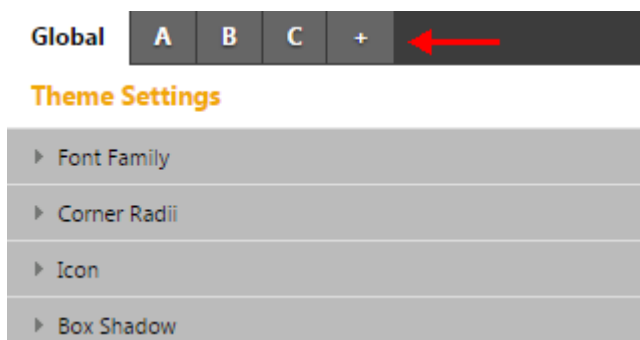 Global A B C +
Theme Settings
Font Family
Corner Radii
Icon
Box Shadow